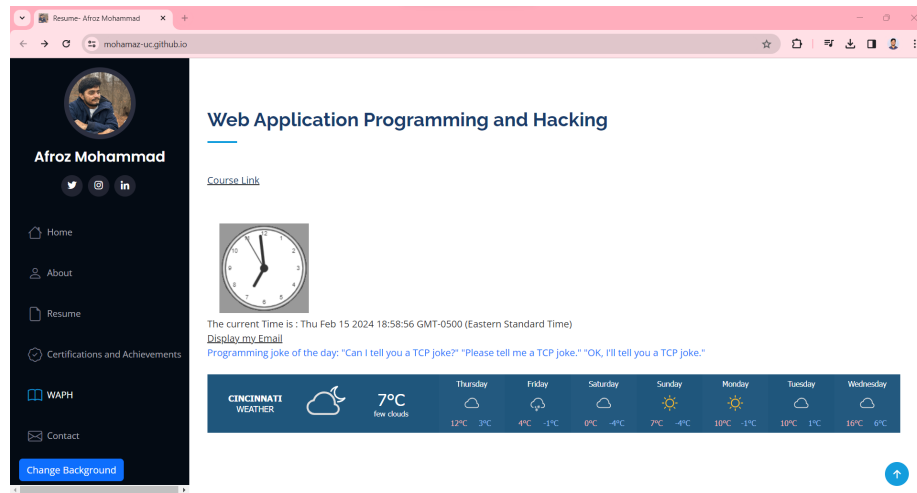 Resume- Afroz Mohammad
mohamaz-uc.github.io
Afroz Mohammad
in
Home
About
Resume
Certifications and Achievements
WAPH
Contact
Change Background
Web Application Programming and Hacking
Course Link
12
1
2
3
4
5
6
7
8
9
10
11
The current Time is : Thu Feb 15 2024 18:58:56 GMT-0500 (Eastern Standard Time)
Display my Email
Programming joke of the day: "Can I tell you a TCP joke?" "Please tell me a TCP joke." "OK, I'll tell you a TCP joke."
CINCINNATI
WEATHER
7°C
few clouds
Thursday
12°C 3°C
Friday
4°C -1°C
Saturday
0°C -4°C
Sunday
7°C -4°C
Monday
10°C -1°C
Tuesday
10°C 1°C
Wednesday
16°C 6°C